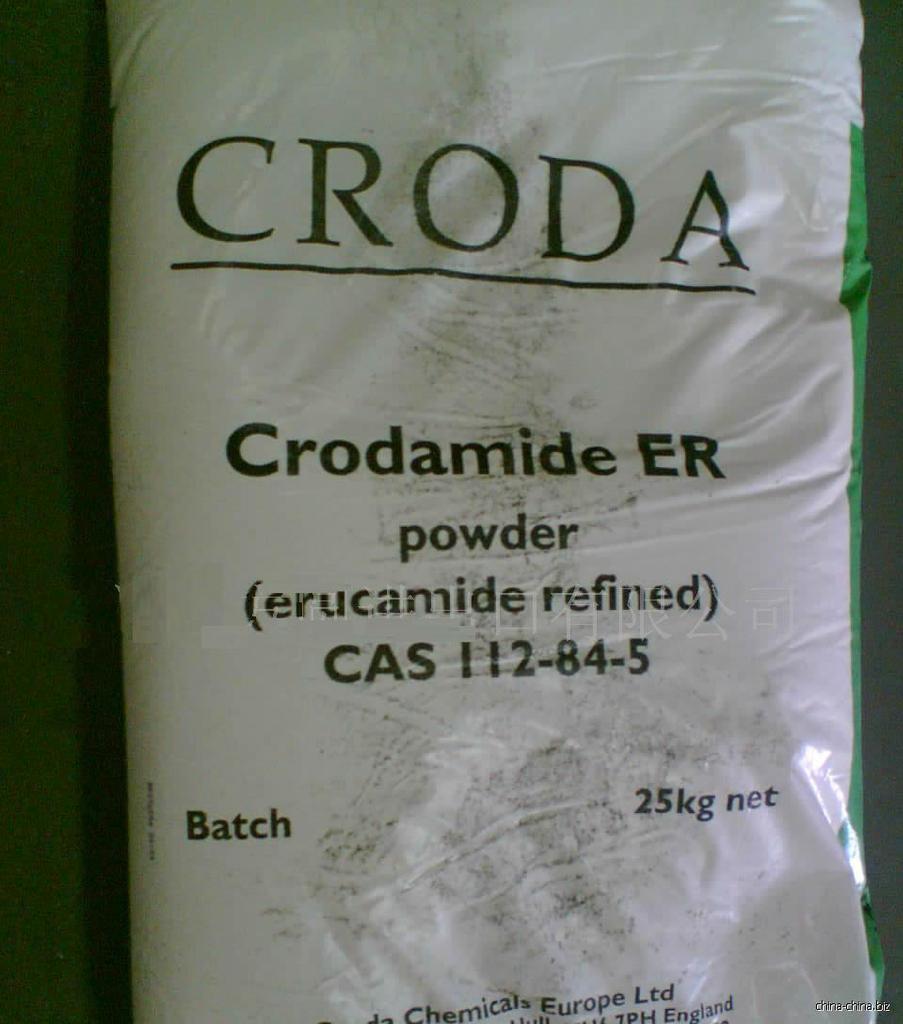 CRODA
Crodamide ER
powder
(erucamide refined)
CAS 112-84-5
25kg net
Batch
Chemicals Europe Ltd
7PH England
china-china.biz